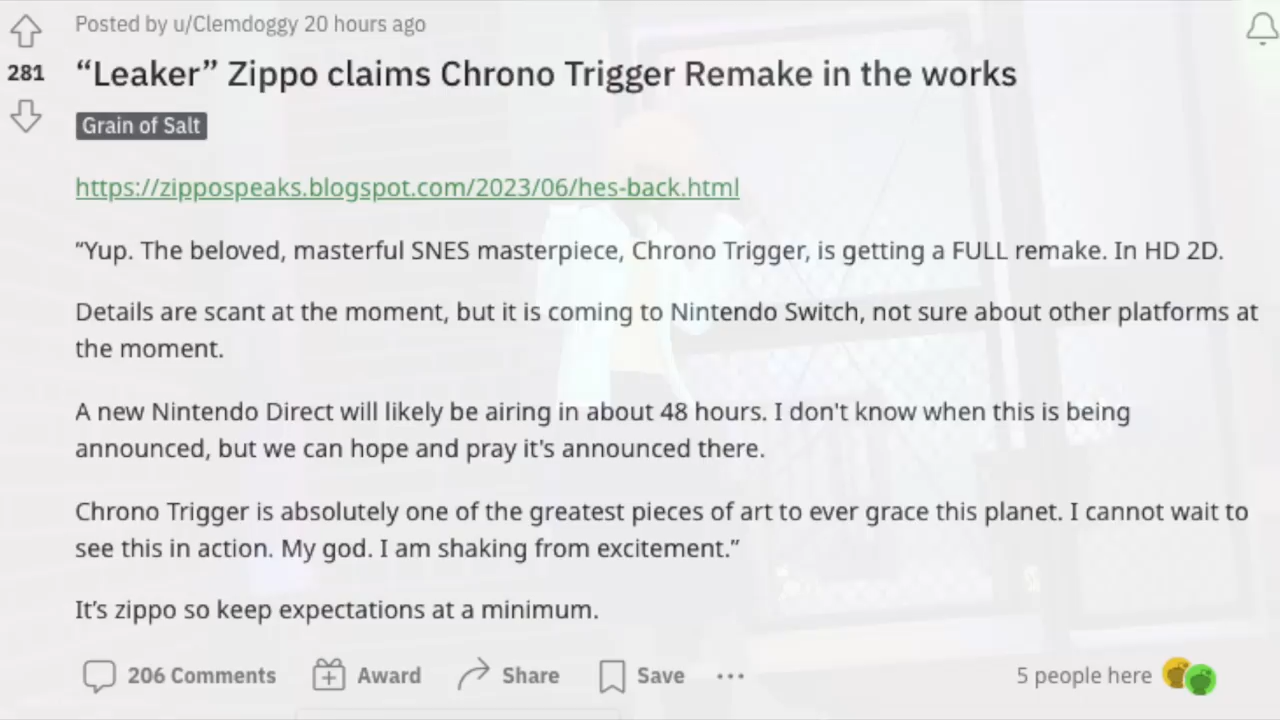 Posted by u/Clemdoggy 20 hours ago
281
“Leaker” Zippo claims Chrono Trigger Remake in the works
Grain of Salt
https://zippospeaks.blogspot.com/2023/06/hes-back.html
“Yup. The beloved, masterful SNES masterpiece, Chrono Trigger, is getting a FULL remake. In HD 2D.
Details are scant at the moment, but it is coming to Nintendo Switch, not sure about other platforms at
the moment.
A new Nintendo Direct will likely be airing in about 48 hours. I don't know when this is being
announced, but we can hope and pray it's announced there.
Chrono Trigger is absolutely one of the greatest pieces of art to ever grace this planet. I cannot wait to
see this in action. My god. I am shaking from excitement.”
It’s zippo so keep expectations at a minimum.
206 Comments Award Share Save ••• 5 people here